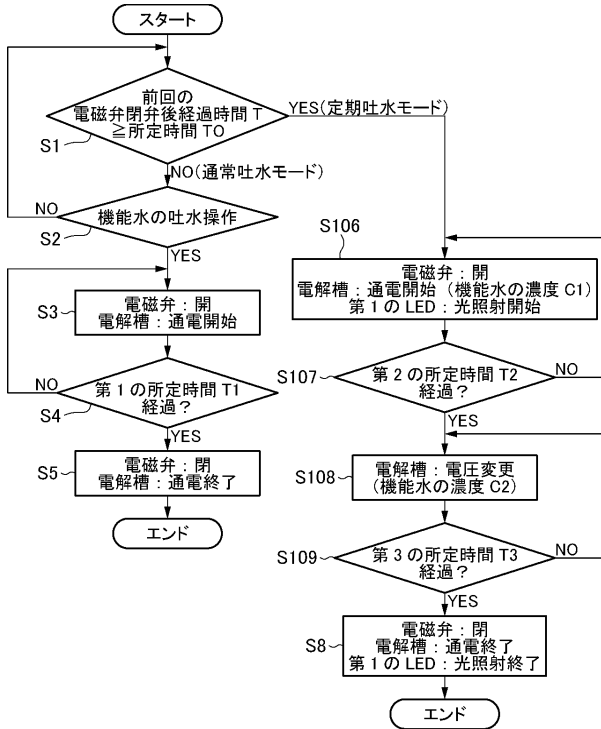 スタート
前回の
電磁弁閉弁後経過時間 T
≧所定時間 T0
S1
YES(定期吐水モード)
NO(通常吐水モード)
機能水の吐水操作
S2
NO
YES
電磁弁：開
電解槽：通電開始
S3
第1の所定時間 T1
経過？
S4
NO
YES
電磁弁：閉
電解槽：通電終了
S5
エンド
S106
電磁弁：開
電解槽：通電開始（機能水の濃度 C1）
第1の LED：光照射開始
第2の所定時間 T2
経過？
S107
NO
YES
電解槽：電圧変更
（機能水の濃度 C2）
S108
第3の所定時間 T3
経過？
S109
NO
YES
電磁弁：閉
電解槽：通電終了
第1の LED：光照射終了
S8
エンド